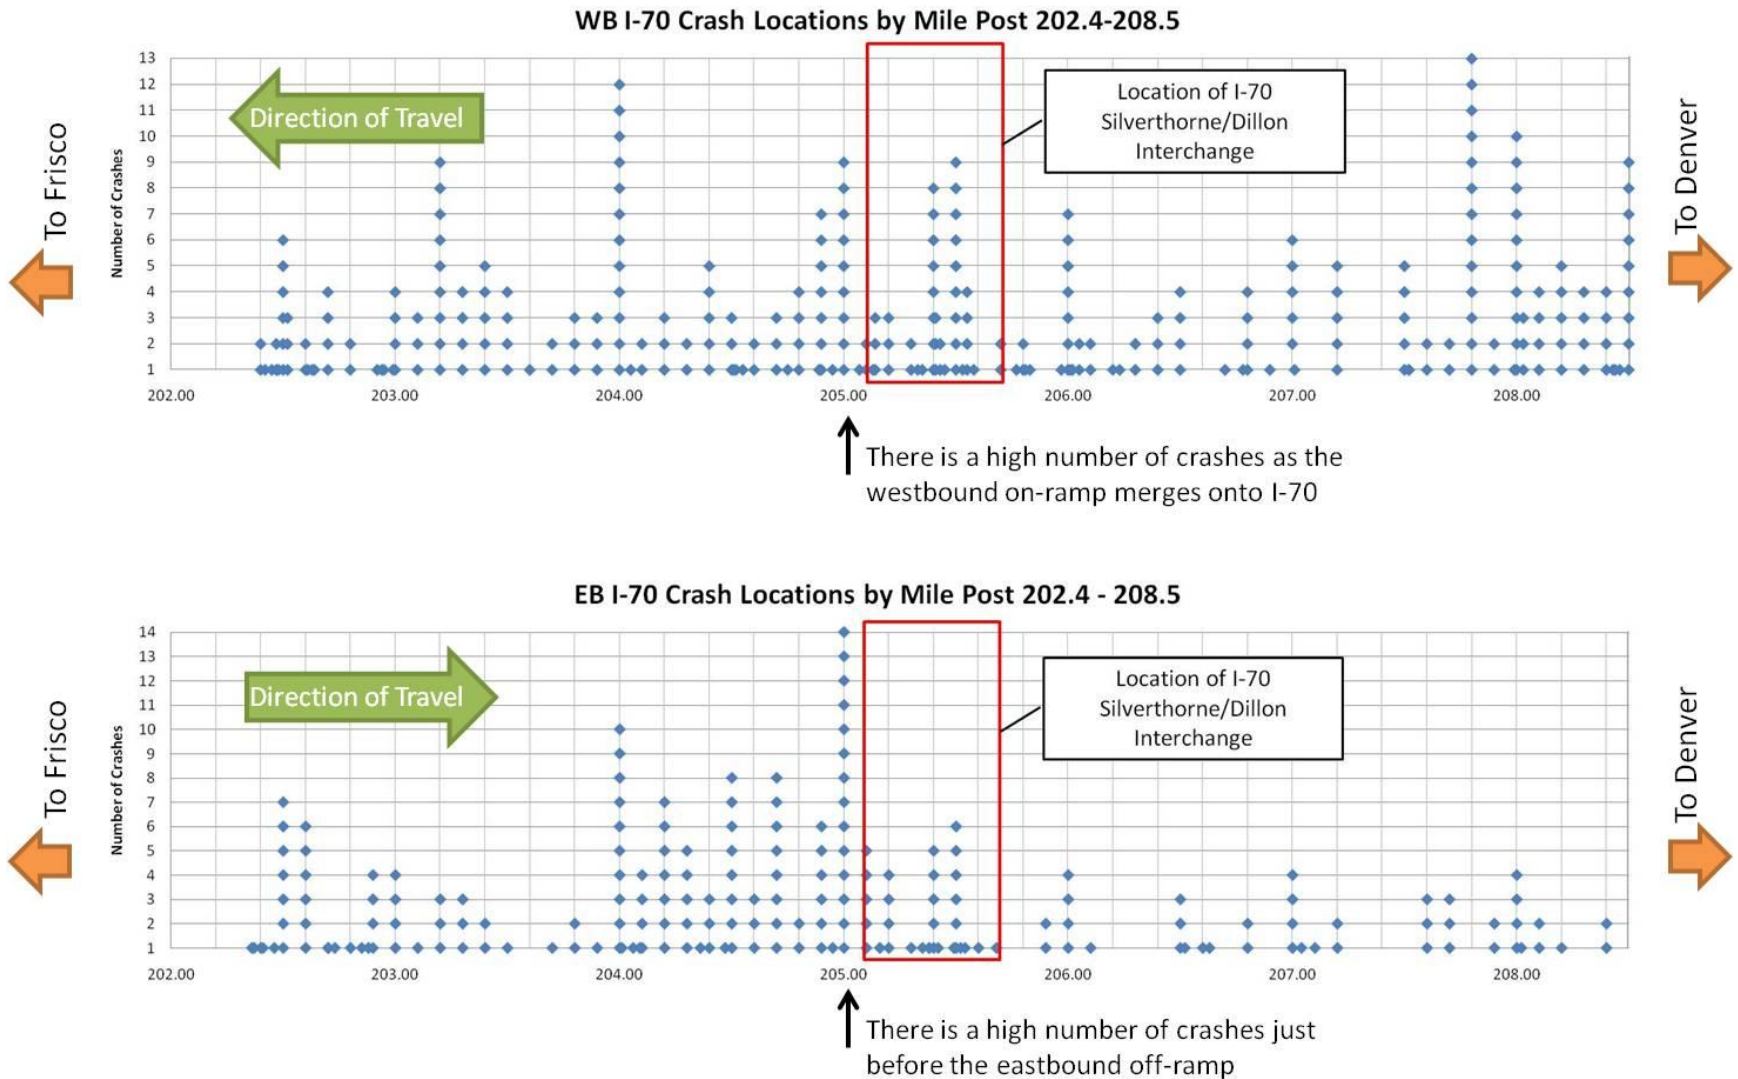 WB I-70 Crash Locations by Mile Post 202.4-208.5
13
12
11
10
9
8
7
6
5
4
3
2
1
Number of Crashes
Direction of Travel
To Frisco
Location of I-70
Silverthorne/Dillon
Interchange
To Denver
202.00 203.00 204.00 205.00 206.00 207.00 208.00
There is a high number of crashes as the
westbound on-ramp merges onto I-70
EB I-70 Crash Locations by Mile Post 202.4 - 208.5
14
13
12
11
10
9
8
7
6
5
4
3
2
1
Number of Crashes
Direction of Travel
To Frisco
Location of I-70
Silverthorne/Dillon
Interchange
To Denver
202.00 203.00 204.00 205.00 206.00 207.00 208.00
There is a high number of crashes just
before the eastbound off-ramp